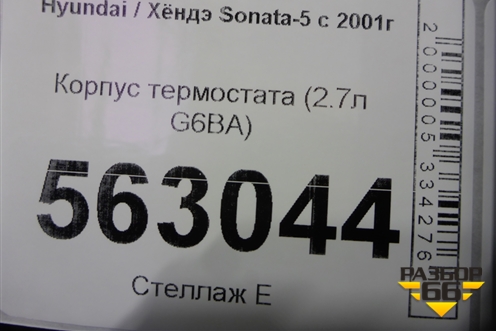 Hyundai / Хёндэ Sonata-5 с 2001г
Корпус термостата (2.7л
G6BA)
563044
Стеллаж Е
2000005334276
РАЗБОР
66